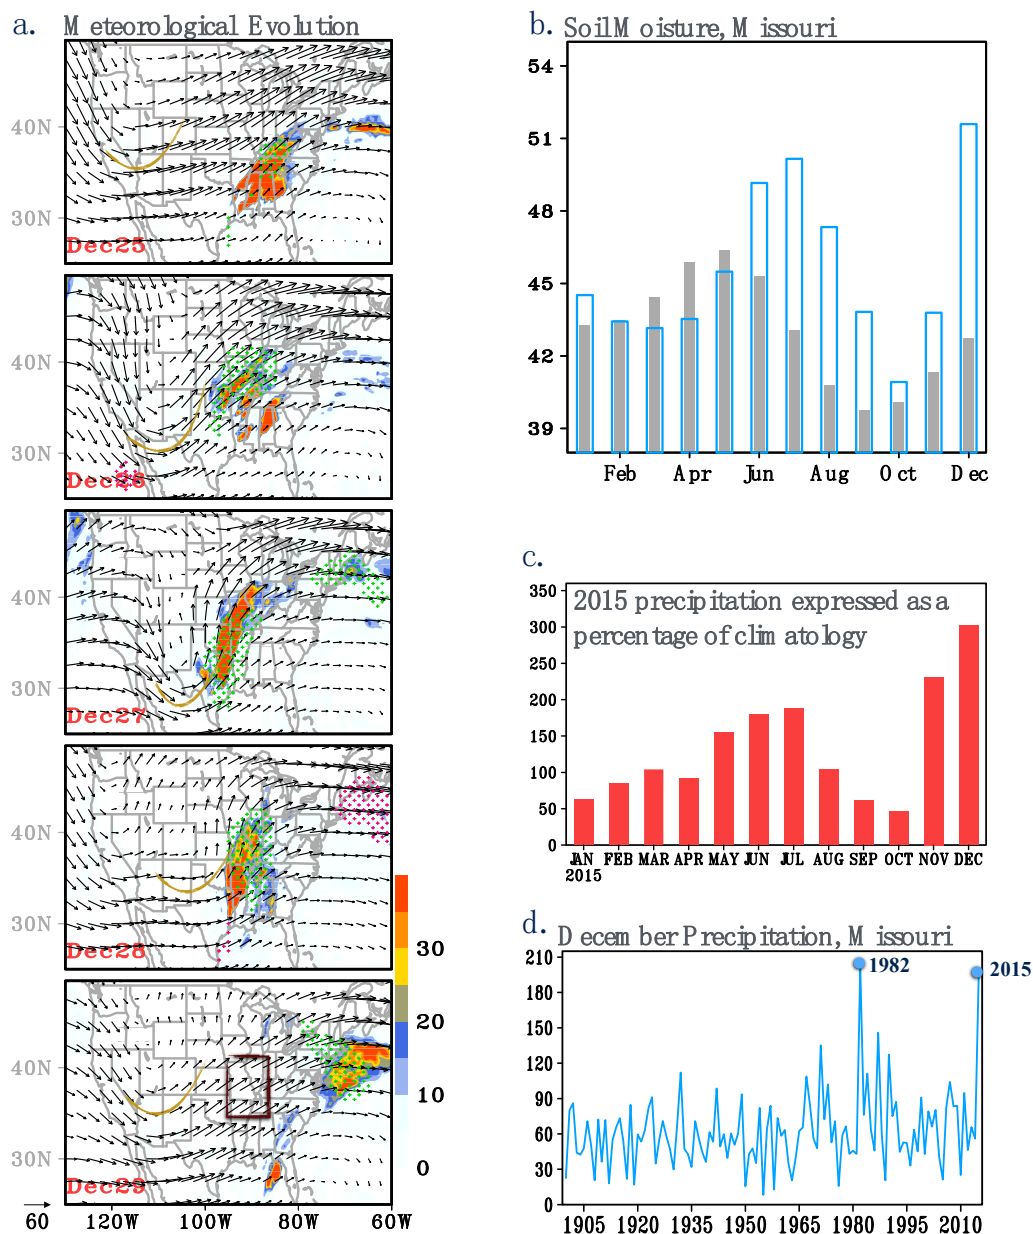 a. Meteorological Evolution
40N
30N
Dec25
40N
30N
Dec26
40N
30N
Dec27
40N
30N
Dec28
40N
30N
Dec29
30
20
10
0
60
120W 100W 80W 60W
b. Soil Moisture, Missouri
54
51
48
45
42
39
Feb Apr Jun Aug Oct Dec
c.
2015 precipitation expressed as a
percentage of climatology
350
300
250
200
150
100
50
0
JAN FEB MAR APR MAY JUN JUL AUG SEP OCT NOV DEC
2015
d. December Precipitation, Missouri
210
180
150
120
90
60
30
0
1982
2015
1905 1920 1935 1950 1965 1980 1995 2010